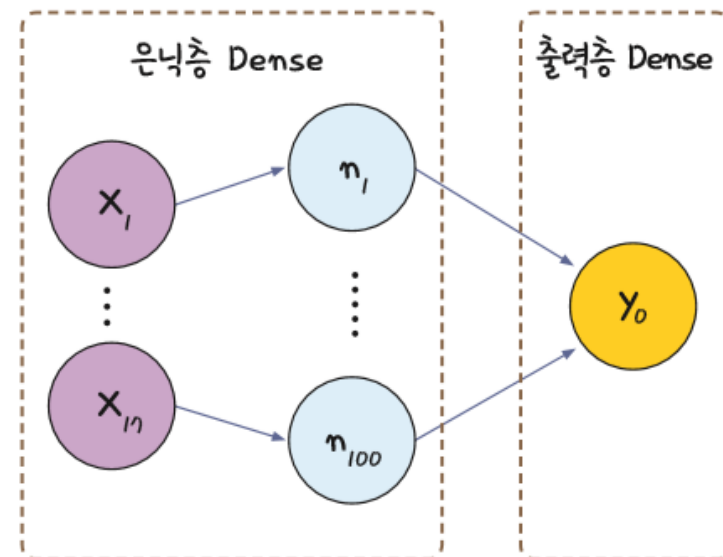 은닉층 Dense
출력층 Dense
X₁
n₁
y₀
X₁₇
n₁₀₀